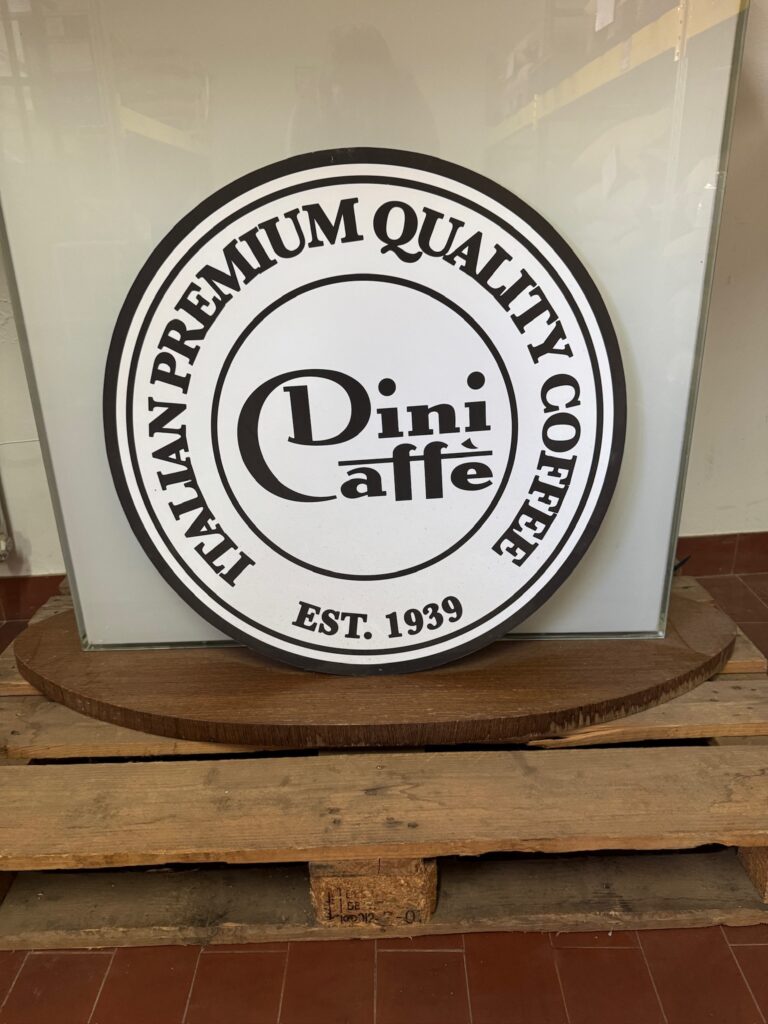 ITALIAN PREMIUM QUALITY COFFEE
Dini
Caffè
EST. 1939